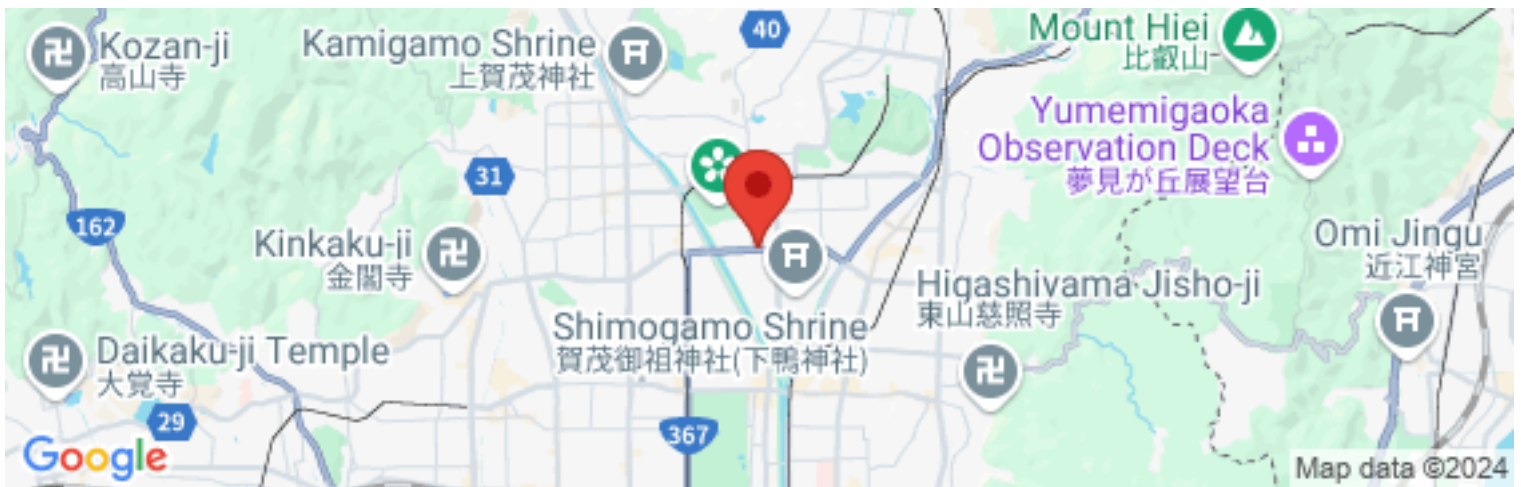 Kozan-ji
高山寺
Kamigamo Shrine
上賀茂神社
40
Mount Hiei
比叡山
Yumemigaoka
Observation Deck
夢見が丘展望台
31
162
Kinkaku-ji
金閣寺
Omi Jingu
近江神宮
Higashiyama Jisho-ji
東山慈照寺
Shimogamo Shrine
賀茂御祖神社(下鴨神社)
Daikaku-ji Temple
大覚寺
29
367
Google
Map data ©2024